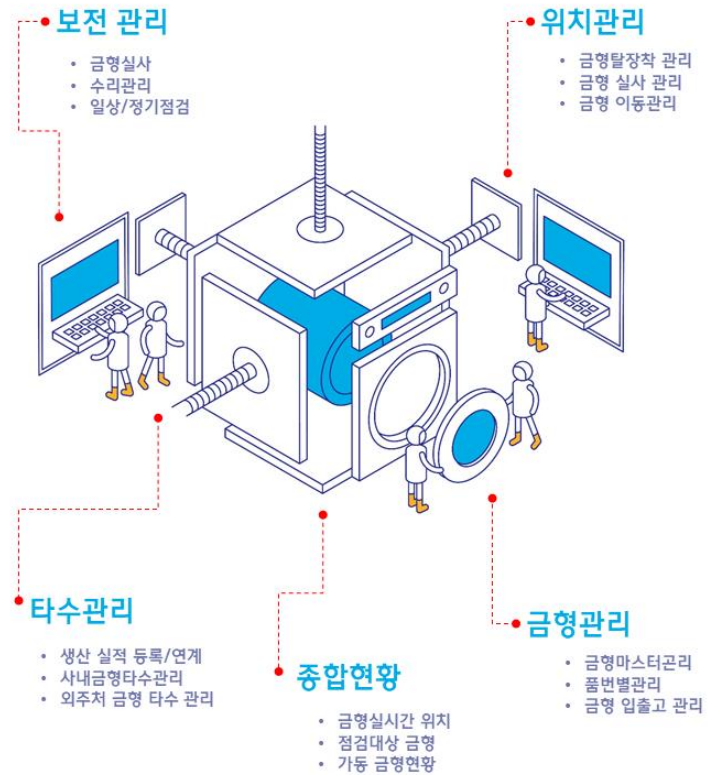 보전 관리
• 금형실사
• 수리관리
• 일상/정기점검
위치관리
• 금형탈장착 관리
• 금형 실사 관리
• 금형 이동관리
타수관리
• 생산 실적 등록/연계
• 사내금형타수관리
• 외주처 금형 타수 관리
종합현황
• 금형실시간 위치
• 점검대상 금형
• 가동 금형현황
금형관리
• 금형마스터곤리
• 품번별관리
• 금형 입출고 관리